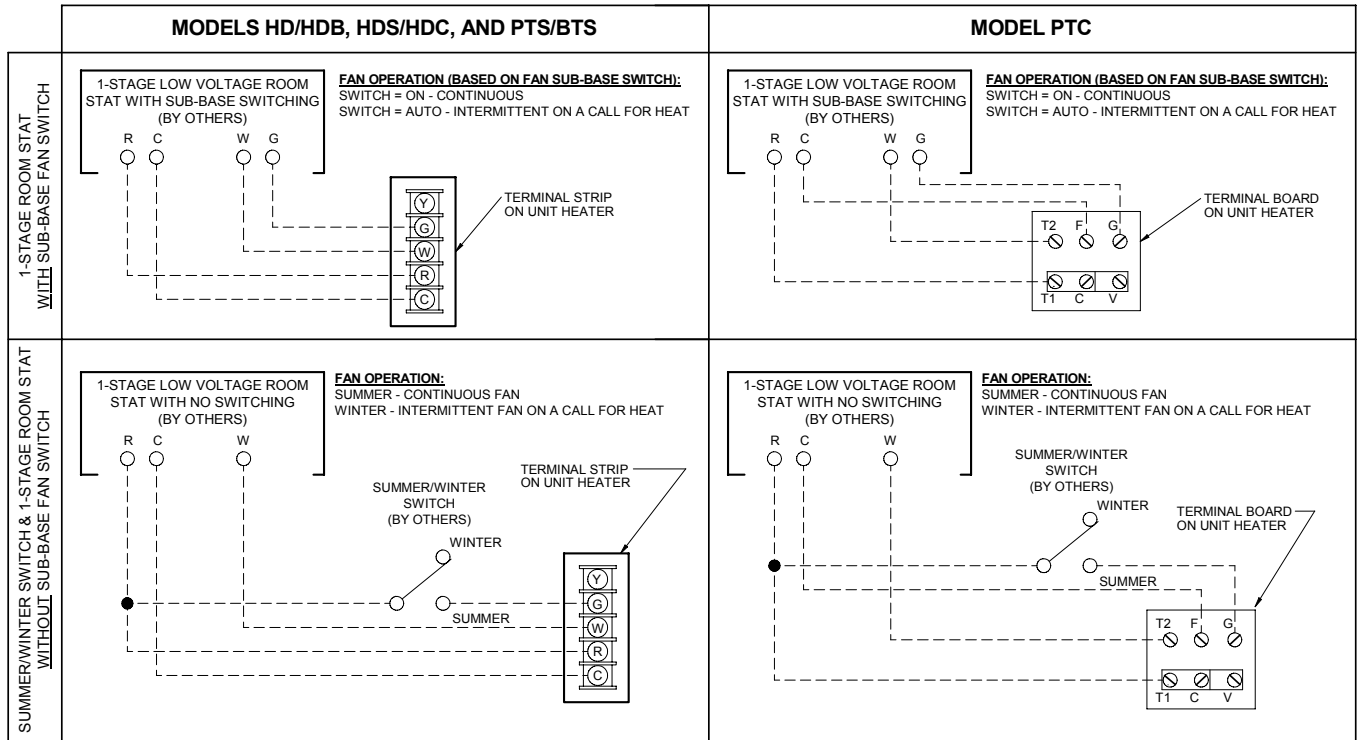 MODELS HD/HDB, HDS/HDC, AND PTS/BTS
MODEL PTC
1-STAGE ROOM STAT
WITH SUB-BASE FAN SWITCH
1-STAGE LOW VOLTAGE ROOM
STAT WITH SUB-BASE SWITCHING
(BY OTHERS)
R C W G
FAN OPERATION (BASED ON FAN SUB-BASE SWITCH):
SWITCH = ON - CONTINUOUS
SWITCH = AUTO - INTERMITTENT ON A CALL FOR HEAT
TERMINAL STRIP
ON UNIT HEATER
Y
G
W
R
C
1-STAGE LOW VOLTAGE ROOM
STAT WITH SUB-BASE SWITCHING
(BY OTHERS)
R C W G
FAN OPERATION (BASED ON FAN SUB-BASE SWITCH):
SWITCH = ON - CONTINUOUS
SWITCH = AUTO - INTERMITTENT ON A CALL FOR HEAT
TERMINAL BOARD
ON UNIT HEATER
T2 F G
T1 C V
SUMMER/WINTER SWITCH & 1-STAGE ROOM STAT
WITHOUT SUB-BASE FAN SWITCH
1-STAGE LOW VOLTAGE ROOM
STAT WITH NO SWITCHING
(BY OTHERS)
R C W
FAN OPERATION:
SUMMER - CONTINUOUS FAN
WINTER - INTERMITTENT FAN ON A CALL FOR HEAT
SUMMER/WINTER
SWITCH
(BY OTHERS)
WINTER
SUMMER
TERMINAL STRIP
ON UNIT HEATER
Y
G
W
R
C
1-STAGE LOW VOLTAGE ROOM
STAT WITH NO SWITCHING
(BY OTHERS)
R C W
FAN OPERATION:
SUMMER - CONTINUOUS FAN
WINTER - INTERMITTENT FAN ON A CALL FOR HEAT
SUMMER/WINTER
SWITCH
(BY OTHERS)
WINTER
SUMMER
TERMINAL BOARD
ON UNIT HEATER
T2 F G
T1 C V